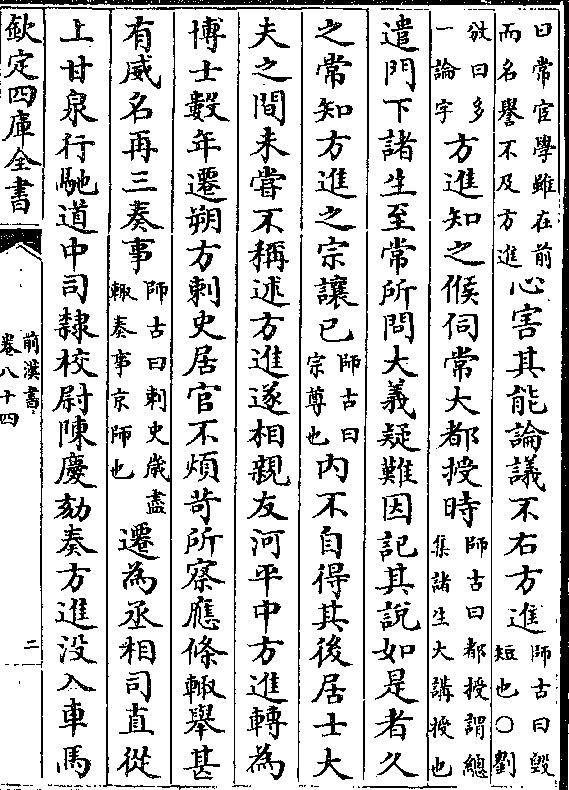 曰常宦學雖在前
而名譽不及方進
心害其能論議不右方進
師古曰毀
短也○劉
攽曰多
一論字
方進知之候伺常大都授時
師古曰都授謂總
集諸生大講授也
遣門下諸生至常所問大義疑難因記其說如是者久
之常知方進之宗讓已
師古曰
宗尊也
内不自得其後居士大
夫之間未嘗不稱述方進遂相親友河平中方進轉為
博士數年遷朔方刺史居官不煩苛所察應條輙舉甚
有威名再三奏事
師古曰刺史歲盡
輙奏事京師也
遷為丞相司直從
上甘泉行馳道中司隸校尉陳慶劾奏方進没入車馬
欽定四庫全書
前漢書
卷八十四
二